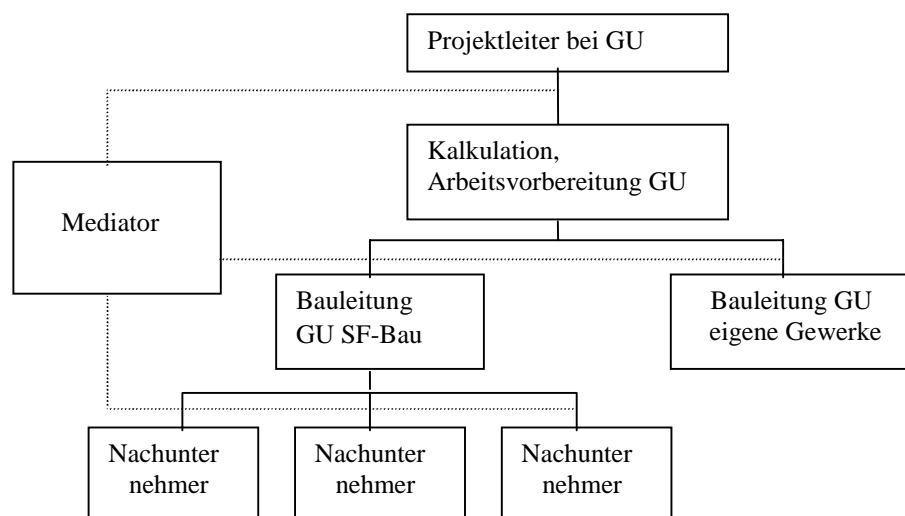 Projektleiter bei GU
Kalkulation,
Arbeitsvorbereitung GU
Mediator
Bauleitung
GU SF-Bau
Bauleitung GU
eigene Gewerke
Nachunter
nehmer
Nachunter
nehmer
Nachunter
nehmer